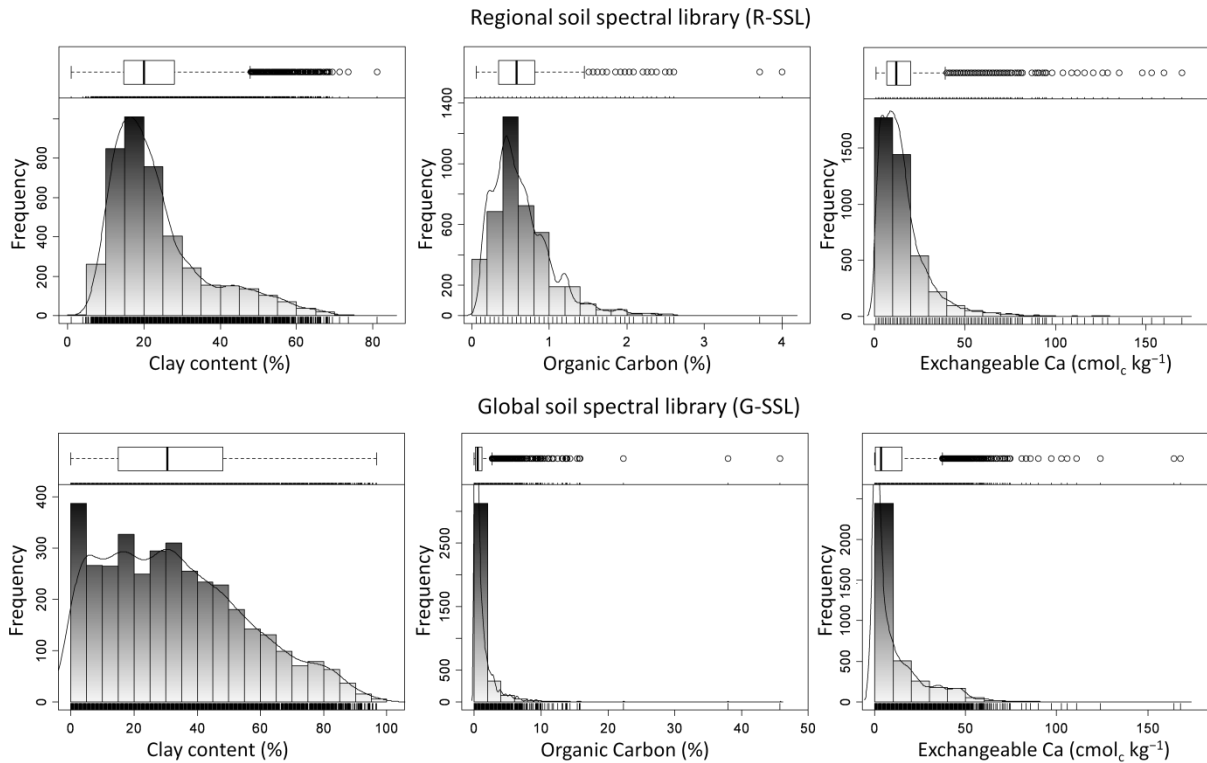 Regional soil spectral library (R-SSL)
Frequency
0 200 400 600 800
0 20 40 60 80
Clay content (%)
Frequency
0 300 600 900 1100 1400
0 1 2 3 4
Organic Carbon (%)
Frequency
0 500 1000 1500
0 50 100 150
Exchangeable Ca (cmolc kg−1)
Global soil spectral library (G-SSL)
Frequency
0 100 200 300 400
0 20 40 60 80 100
Clay content (%)
Frequency
0 500 1500 3000
0 10 20 30 40 50
Organic Carbon (%)
Frequency
0 500 1000 1500 2000
0 50 100 150
Exchangeable Ca (cmolc kg−1)